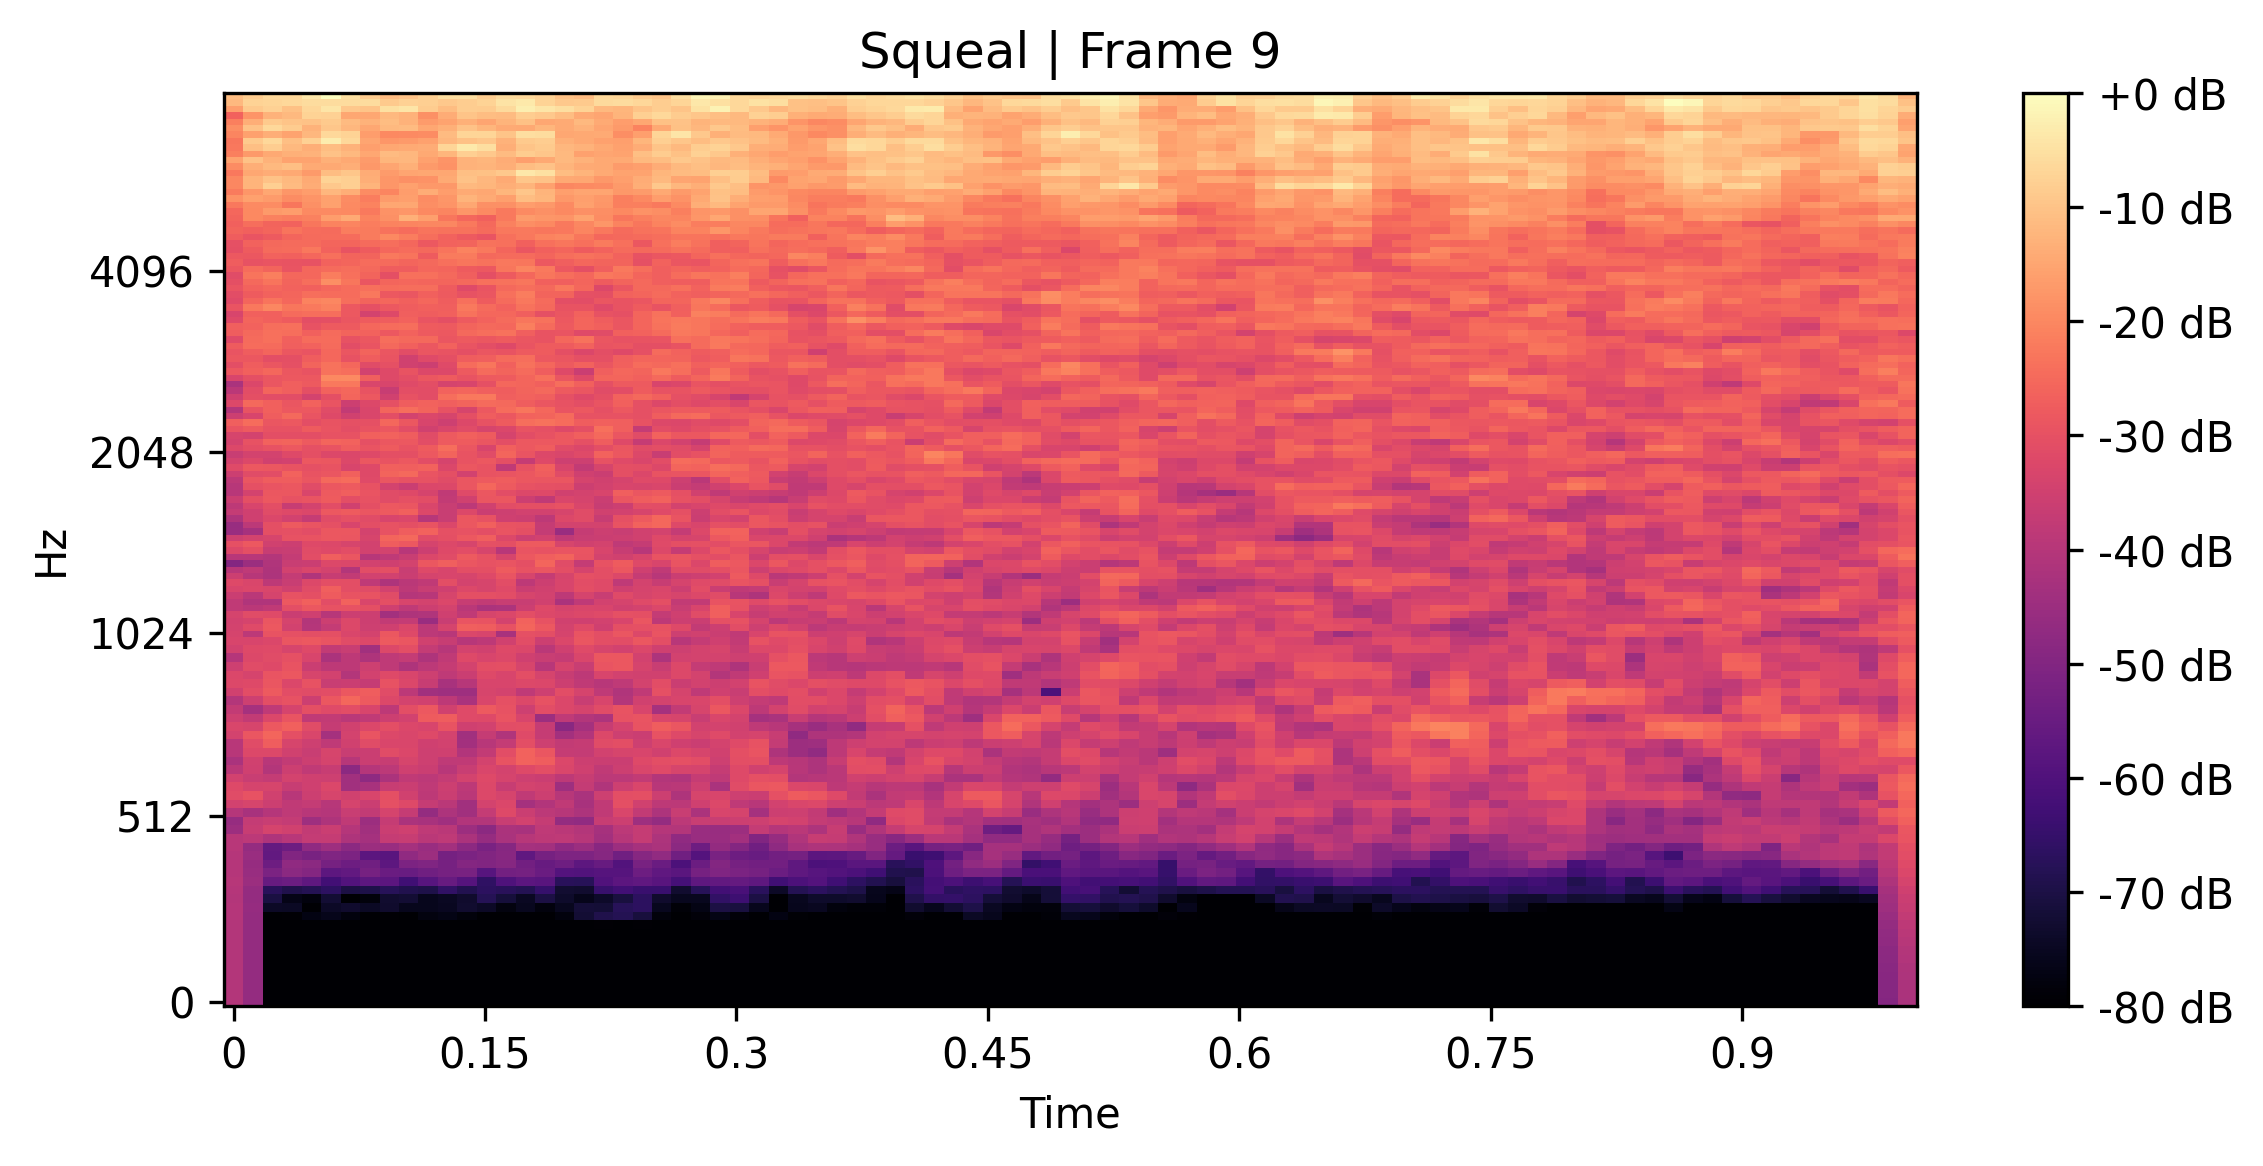 Squeal | Frame 9
Hz
4096
2048
1024
512
0
0 0.15 0.3 0.45 0.6 0.75 0.9
Time
+0 dB
-10 dB
-20 dB
-30 dB
-40 dB
-50 dB
-60 dB
-70 dB
-80 dB